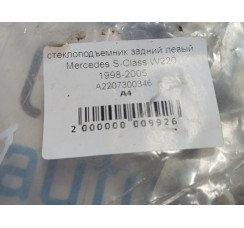 стеклоподъемник задний левый
Mercedes S-Class W220
1998-2005
A2207300346
A4
2 000000 009926